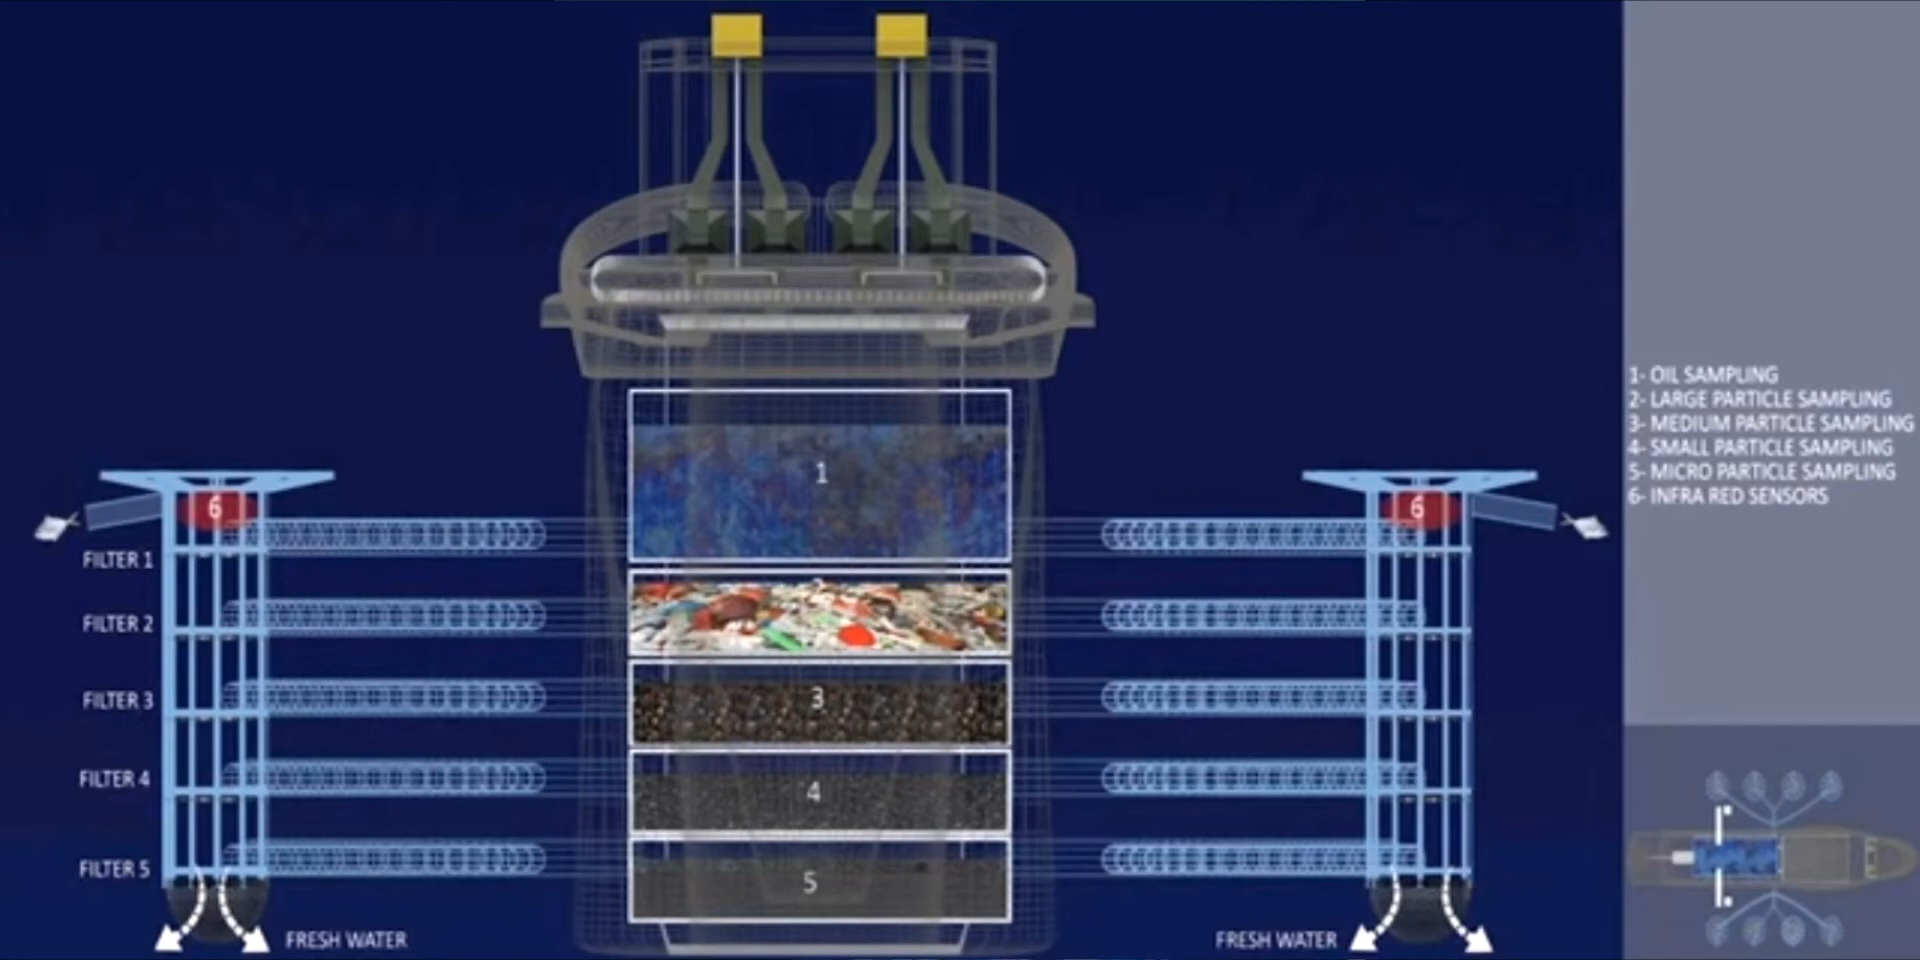 1
2
3
4
5
6
6
FILTER 1
FILTER 2
FILTER 3
FILTER 4
FILTER 5
FRESH WATER
FRESH WATER
1- OIL SAMPLING
2- LARGE PARTICLE SAMPLING
3- MEDIUM PARTICLE SAMPLING
4- SMALL PARTICLE SAMPLING
5- MICRO PARTICLE SAMPLING
6- INFRA RED SENSORS